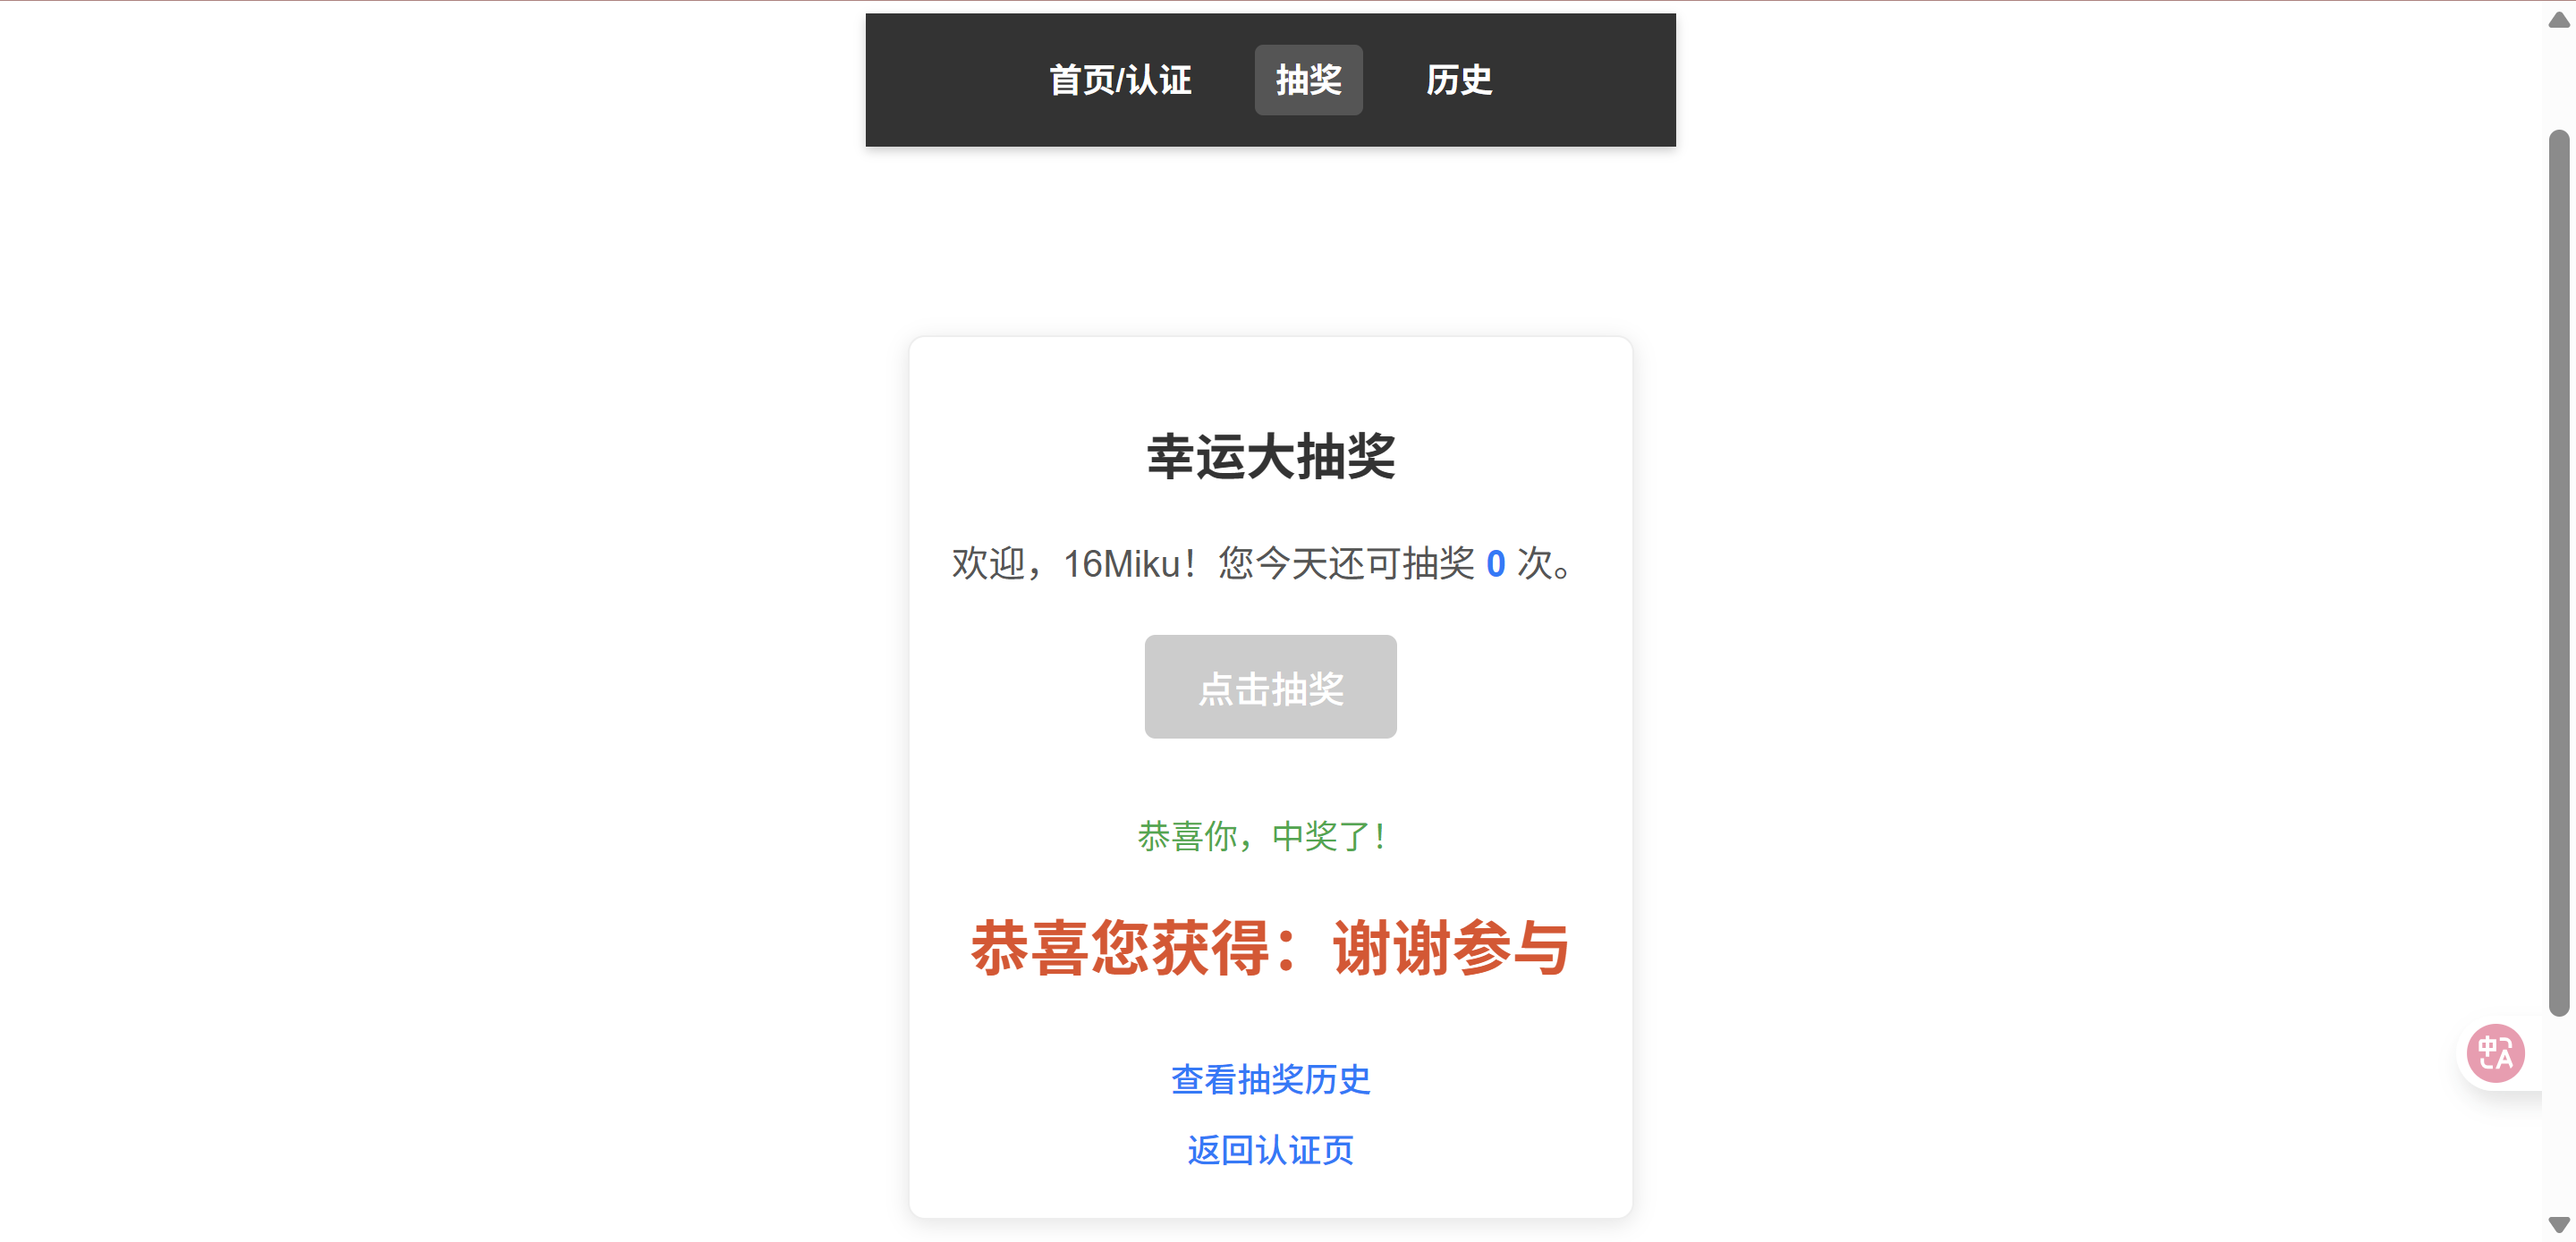 首页/认证 抽奖 历史
幸运大抽奖
欢迎，16Miku！您今天还可抽奖 0 次。
点击抽奖
恭喜你，中奖了！
恭喜您获得：谢谢参与
查看抽奖历史
返回认证页
中A